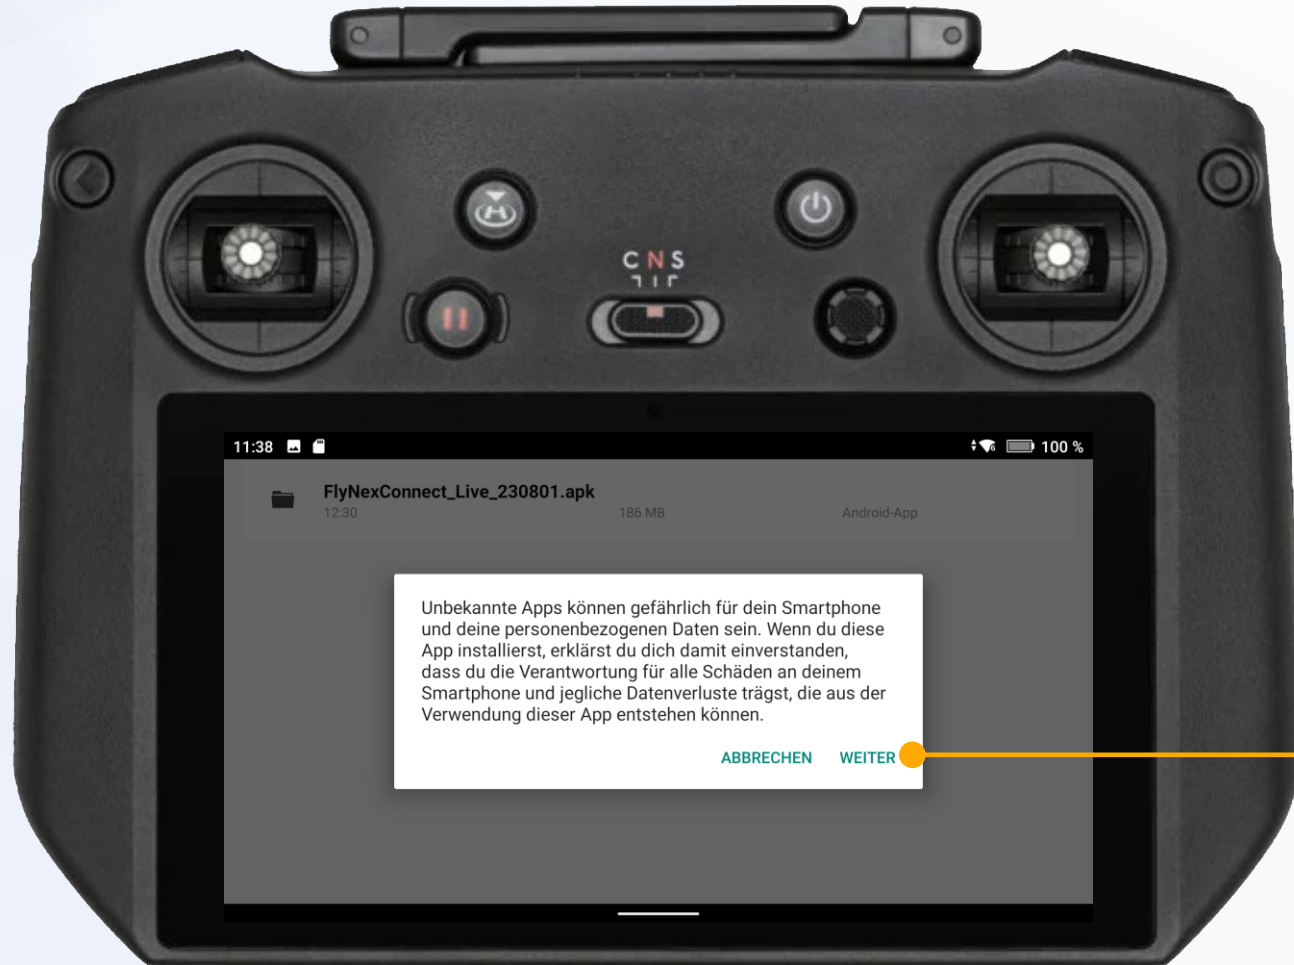 C N S
11:38
100 %
FlyNexConnect_Live_230801.apk
12:30 186 MB Android-App
Unbekannte Apps können gefährlich für dein Smartphone
und deine personenbezogenen Daten sein. Wenn du diese
App installierst, erklärst du dich damit einverstanden,
dass du die Verantwortung für alle Schäden an deinem
Smartphone und jegliche Datenverluste trägst, die aus der
Verwendung dieser App entstehen können.
ABBRECHEN WEITER